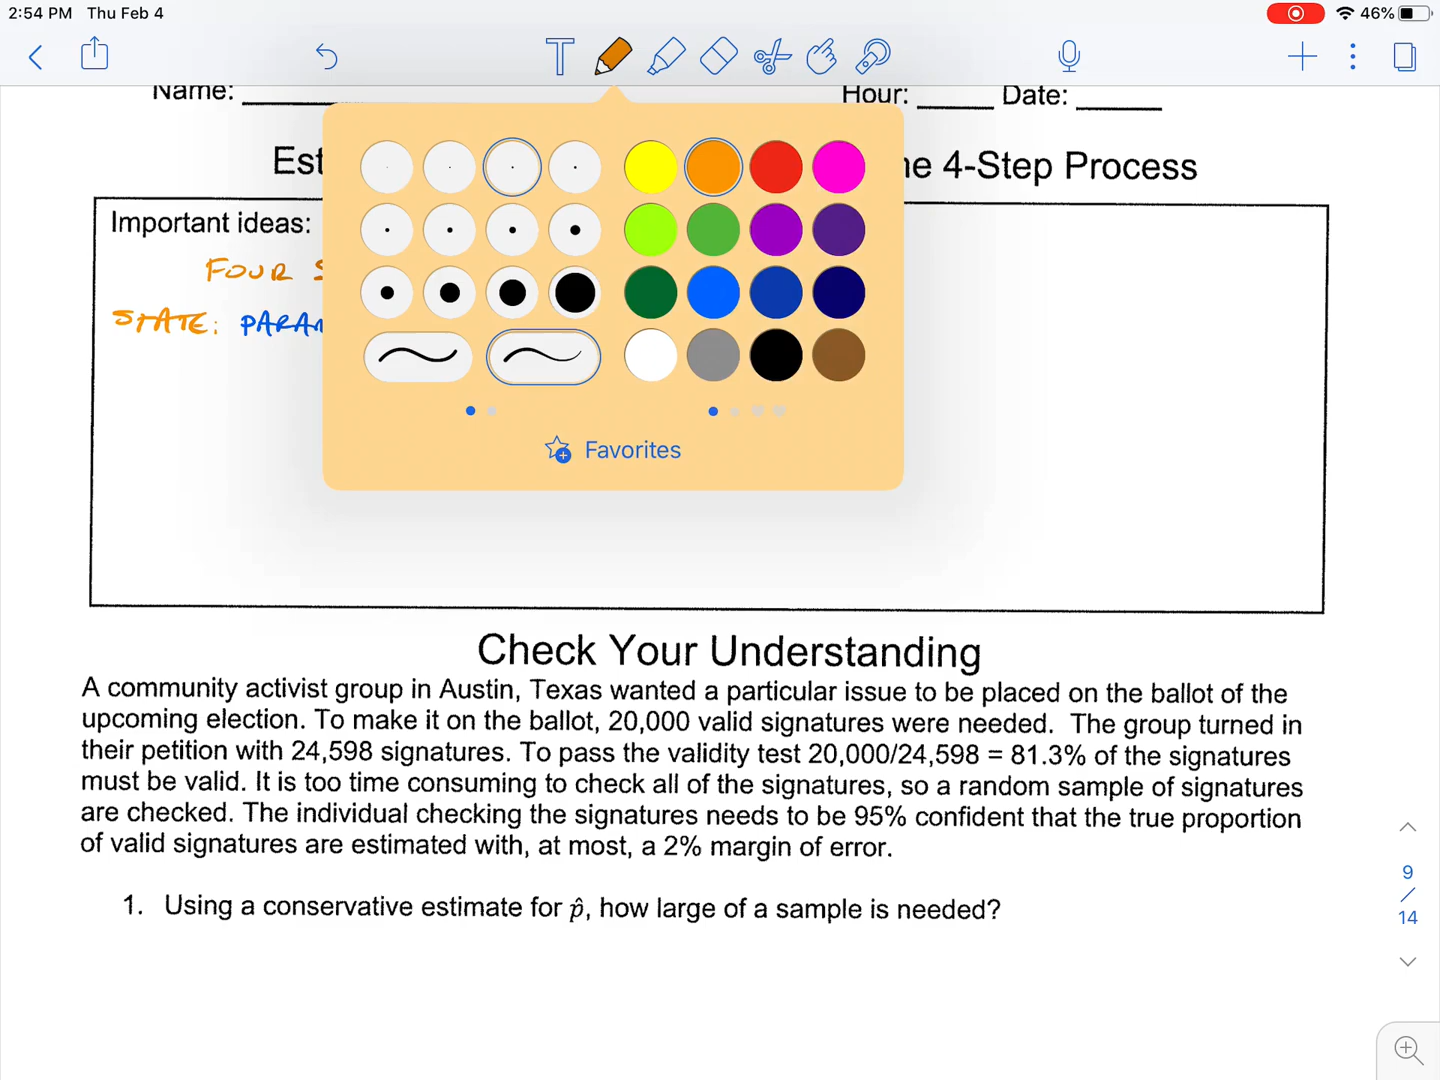 2:54 PM Thu Feb 4
46%
Name:
Hour: Date:
4-Step Process
Important ideas:
FOUR
STATE:
Favorites
Check Your Understanding
A community activist group in Austin, Texas wanted a particular issue to be placed on the ballot of the
upcoming election. To make it on the ballot, 20,000 valid signatures were needed. The group turned in
their petition with 24,598 signatures. To pass the validity test 20,000/24,598 = 81.3% of the signatures
must be valid. It is too time consuming to check all of the signatures, so a random sample of signatures
are checked. The individual checking the signatures needs to be 95% confident that the true proportion
of valid signatures are estimated with, at most, a 2% margin of error.
1. Using a conservative estimate for p̂, how large of a sample is needed?
9
/
14